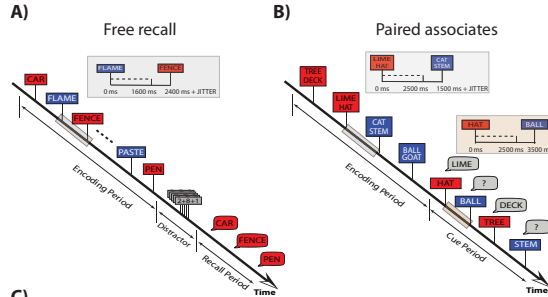 A)
Free recall
FLAME
FENCE
0 ms
1600 ms
2400 ms + JITTER
CAR
FLAME
FENCE
PASTE
PEN
2+6+1
CAR
FENCE
PEN
Encoding Period
Distractor
Recall Period
Time
B)
Paired associates
LIME
HAT
CAT
STEM
0 ms
2500 ms
1500 ms + JITTER
HAT
BALL
0 ms
2500 ms
3500 ms
TREE
DECK
LIME
HAT
CAT
STEM
BALL
GOAT
LIME
HAT
?
BALL
DECK
TREE
?
STEM
Encoding Period
Cue Period
Time
C)